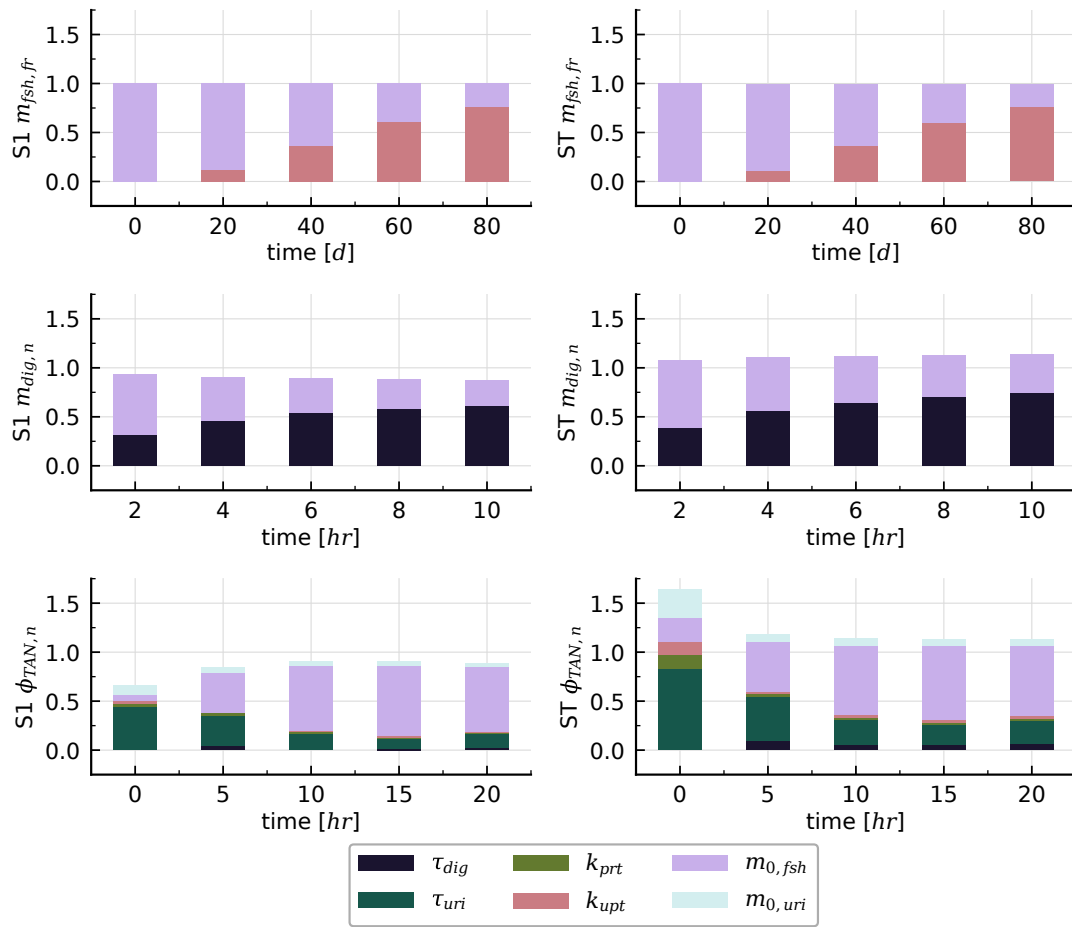 S1 m_{fsh,fr}
1.5
1.0
0.5
0.0
0 20 40 60 80
time [d]
ST m_{fsh,fr}
1.5
1.0
0.5
0.0
0 20 40 60 80
time [d]
S1 m_{dig,n}
1.5
1.0
0.5
0.0
2 4 6 8 10
time [hr]
ST m_{dig,n}
1.5
1.0
0.5
0.0
2 4 6 8 10
time [hr]
S1 ϕ_{TAN,n}
1.5
1.0
0.5
0.0
0 5 10 15 20
time [hr]
ST ϕ_{TAN,n}
1.5
1.0
0.5
0.0
0 5 10 15 20
time [hr]
τ_{dig} k_{prt} m_{0,fsh}
τ_{uri} k_{upt} m_{0,uri}